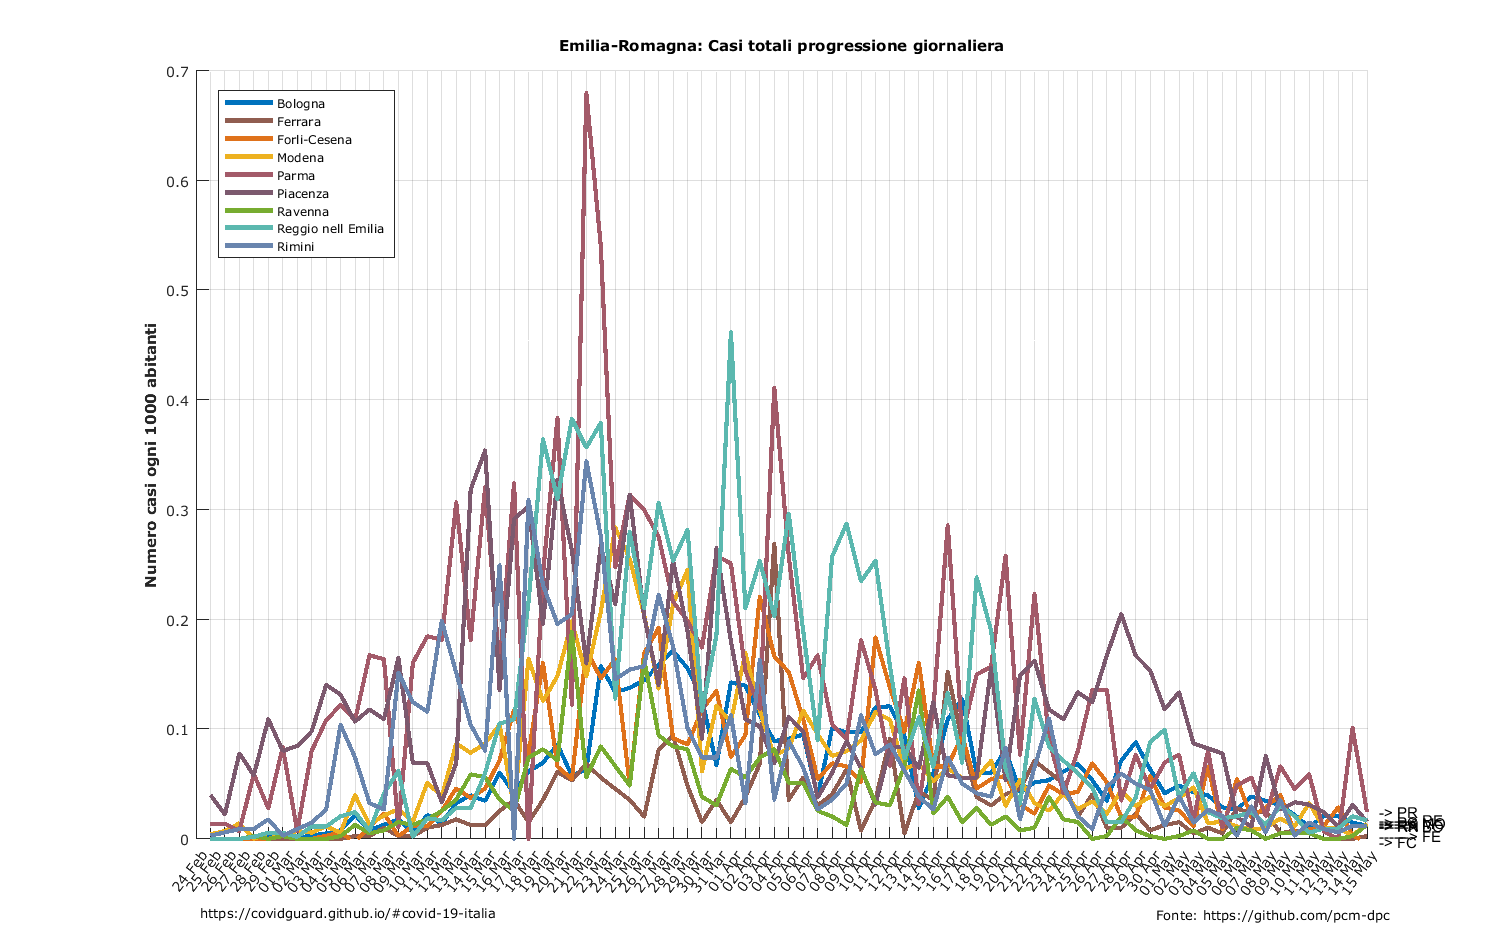 Emilia-Romagna: Casi totali progressione giornaliera
Numero casi ogni 1000 abitanti
0.7
0.6
0.5
0.4
0.3
0.2
0.1
0
Bologna
Ferrara
Forlì-Cesena
Modena
Parma
Piacenza
Ravenna
Reggio nell Emilia
Rimini
-> PR
RE
MO
BO
FE
-> FC
24 Feb
25 Feb
26 Feb
27 Feb
28 Feb
29 Feb
01 Mar
02 Mar
03 Mar
04 Mar
05 Mar
06 Mar
07 Mar
08 Mar
09 Mar
10 Mar
11 Mar
12 Mar
13 Mar
14 Mar
15 Mar
16 Mar
17 Mar
18 Mar
19 Mar
20 Mar
21 Mar
22 Mar
23 Mar
24 Mar
25 Mar
26 Mar
27 Mar
28 Mar
29 Mar
30 Mar
31 Mar
01 Apr
02 Apr
03 Apr
04 Apr
05 Apr
06 Apr
07 Apr
08 Apr
09 Apr
10 Apr
11 Apr
12 Apr
13 Apr
14 Apr
15 Apr
16 Apr
17 Apr
18 Apr
19 Apr
20 Apr
21 Apr
22 Apr
23 Apr
24 Apr
25 Apr
26 Apr
27 Apr
28 Apr
29 Apr
30 Apr
01 May
02 May
03 May
04 May
05 May
06 May
07 May
08 May
09 May
10 May
11 May
12 May
13 May
14 May
15 May
https://covidguard.github.io/#covid-19-italia
Fonte: https://github.com/pcm-dpc